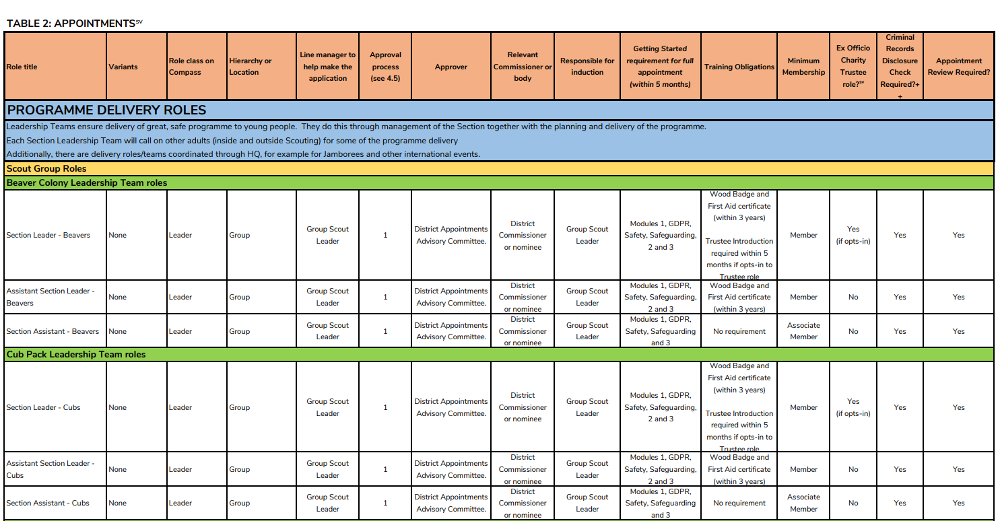 TABLE 2: APPOINTMENTSˢⱽ
Role title | Variants | Role class on Compass | Hierarchy or Location | Line manager to help make the application | Approval process (see 4.5) | Approver | Relevant Commissioner or body | Responsible for induction | Getting Started requirement for full appointment (within 5 months) | Training Obligations | Minimum Membership | Ex Officio Charity Trustee role?ˢⱽ | Criminal Records Disclosure Check Required?++ | Appointment Review Required?
PROGRAMME DELIVERY ROLES
Leadership Teams ensure delivery of great, safe programme to young people. They do this through management of the Section together with the planning and delivery of the programme.
Each Section Leadership Team will call on other adults (inside and outside Scouting) for some of the programme delivery
Additionally, there are delivery roles/teams coordinated through HQ, for example for Jamborees and other international events.
Scout Group Roles
Beaver Colony Leadership Team roles
Section Leader - Beavers | None | Leader | Group | Group Scout Leader | 1 | District Appointments Advisory Committee. | District Commissioner or nominee | Group Scout Leader | Modules 1, GDPR, Safety, Safeguarding, 2 and 3 | Wood Badge and First Aid certificate (within 3 years) Trustee Introduction required within 5 months if opts-in to Trustee role | Member | Yes (if opts-in) | Yes | Yes
Assistant Section Leader - Beavers | None | Leader | Group | Group Scout Leader | 1 | District Appointments Advisory Committee. | District Commissioner or nominee | Group Scout Leader | Modules 1, GDPR, Safety, Safeguarding, 2 and 3 | Wood Badge and First Aid certificate (within 3 years) | Member | No | Yes | Yes
Section Assistant - Beavers | None | Leader | Group | Group Scout Leader | 1 | District Appointments Advisory Committee. | District Commissioner or nominee | Group Scout Leader | Modules 1, GDPR, Safety, Safeguarding and 3 | No requirement | Associate Member | No | Yes | Yes
Cub Pack Leadership Team roles
Section Leader - Cubs | None | Leader | Group | Group Scout Leader | 1 | District Appointments Advisory Committee. | District Commissioner or nominee | Group Scout Leader | Modules 1, GDPR, Safety, Safeguarding, 2 and 3 | Wood Badge and First Aid certificate (within 3 years) Trustee Introduction required within 5 months if opts-in to Trustee role | Member | Yes (if opts-in) | Yes | Yes
Assistant Section Leader - Cubs | None | Leader | Group | Group Scout Leader | 1 | District Appointments Advisory Committee. | District Commissioner or nominee | Group Scout Leader | Modules 1, GDPR, Safety, Safeguarding, 2 and 3 | Wood Badge and First Aid certificate (within 3 years) | Member | No | Yes | Yes
Section Assistant - Cubs | None | Leader | Group | Group Scout Leader | 1 | District Appointments Advisory Committee. | District Commissioner or nominee | Group Scout Leader | Modules 1, GDPR, Safety, Safeguarding and 3 | No requirement | Associate Member | No | Yes | Yes